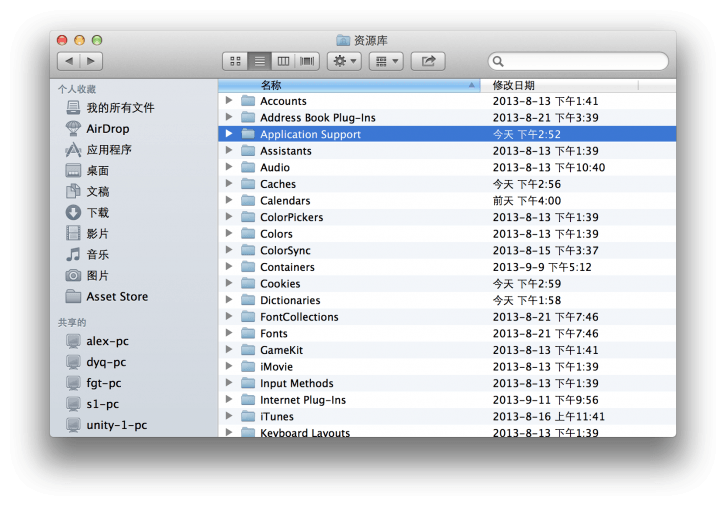 资源库
个人收藏
我的所有文件
AirDrop
应用程序
桌面
文稿
下载
影片
音乐
图片
Asset Store
共享的
alex-pc
dyq-pc
fgt-pc
s1-pc
unity-1-pc
名称 修改日期
Accounts 2013-8-13 下午1:41
Address Book Plug-Ins 2013-8-21 下午3:39
Application Support 今天 下午2:52
Assistants 2013-8-13 下午1:39
Audio 2013-8-13 下午10:40
Caches 今天 下午2:56
Calendars 前天 下午4:00
ColorPickers 2013-8-13 下午1:39
Colors 2013-8-13 下午1:39
ColorSync 2013-8-15 下午3:37
Containers 2013-9-9 下午5:12
Cookies 今天 下午2:59
Dictionaries 今天 下午1:58
FontCollections 2013-8-21 下午7:46
Fonts 2013-8-21 下午7:46
GameKit 2013-8-13 下午1:41
iMovie 2013-8-13 下午1:39
Input Methods 2013-8-13 下午1:39
Internet Plug-Ins 2013-9-11 下午9:56
iTunes 2013-8-16 上午11:41
Keyboard Layouts 2013-8-13 下午1:39